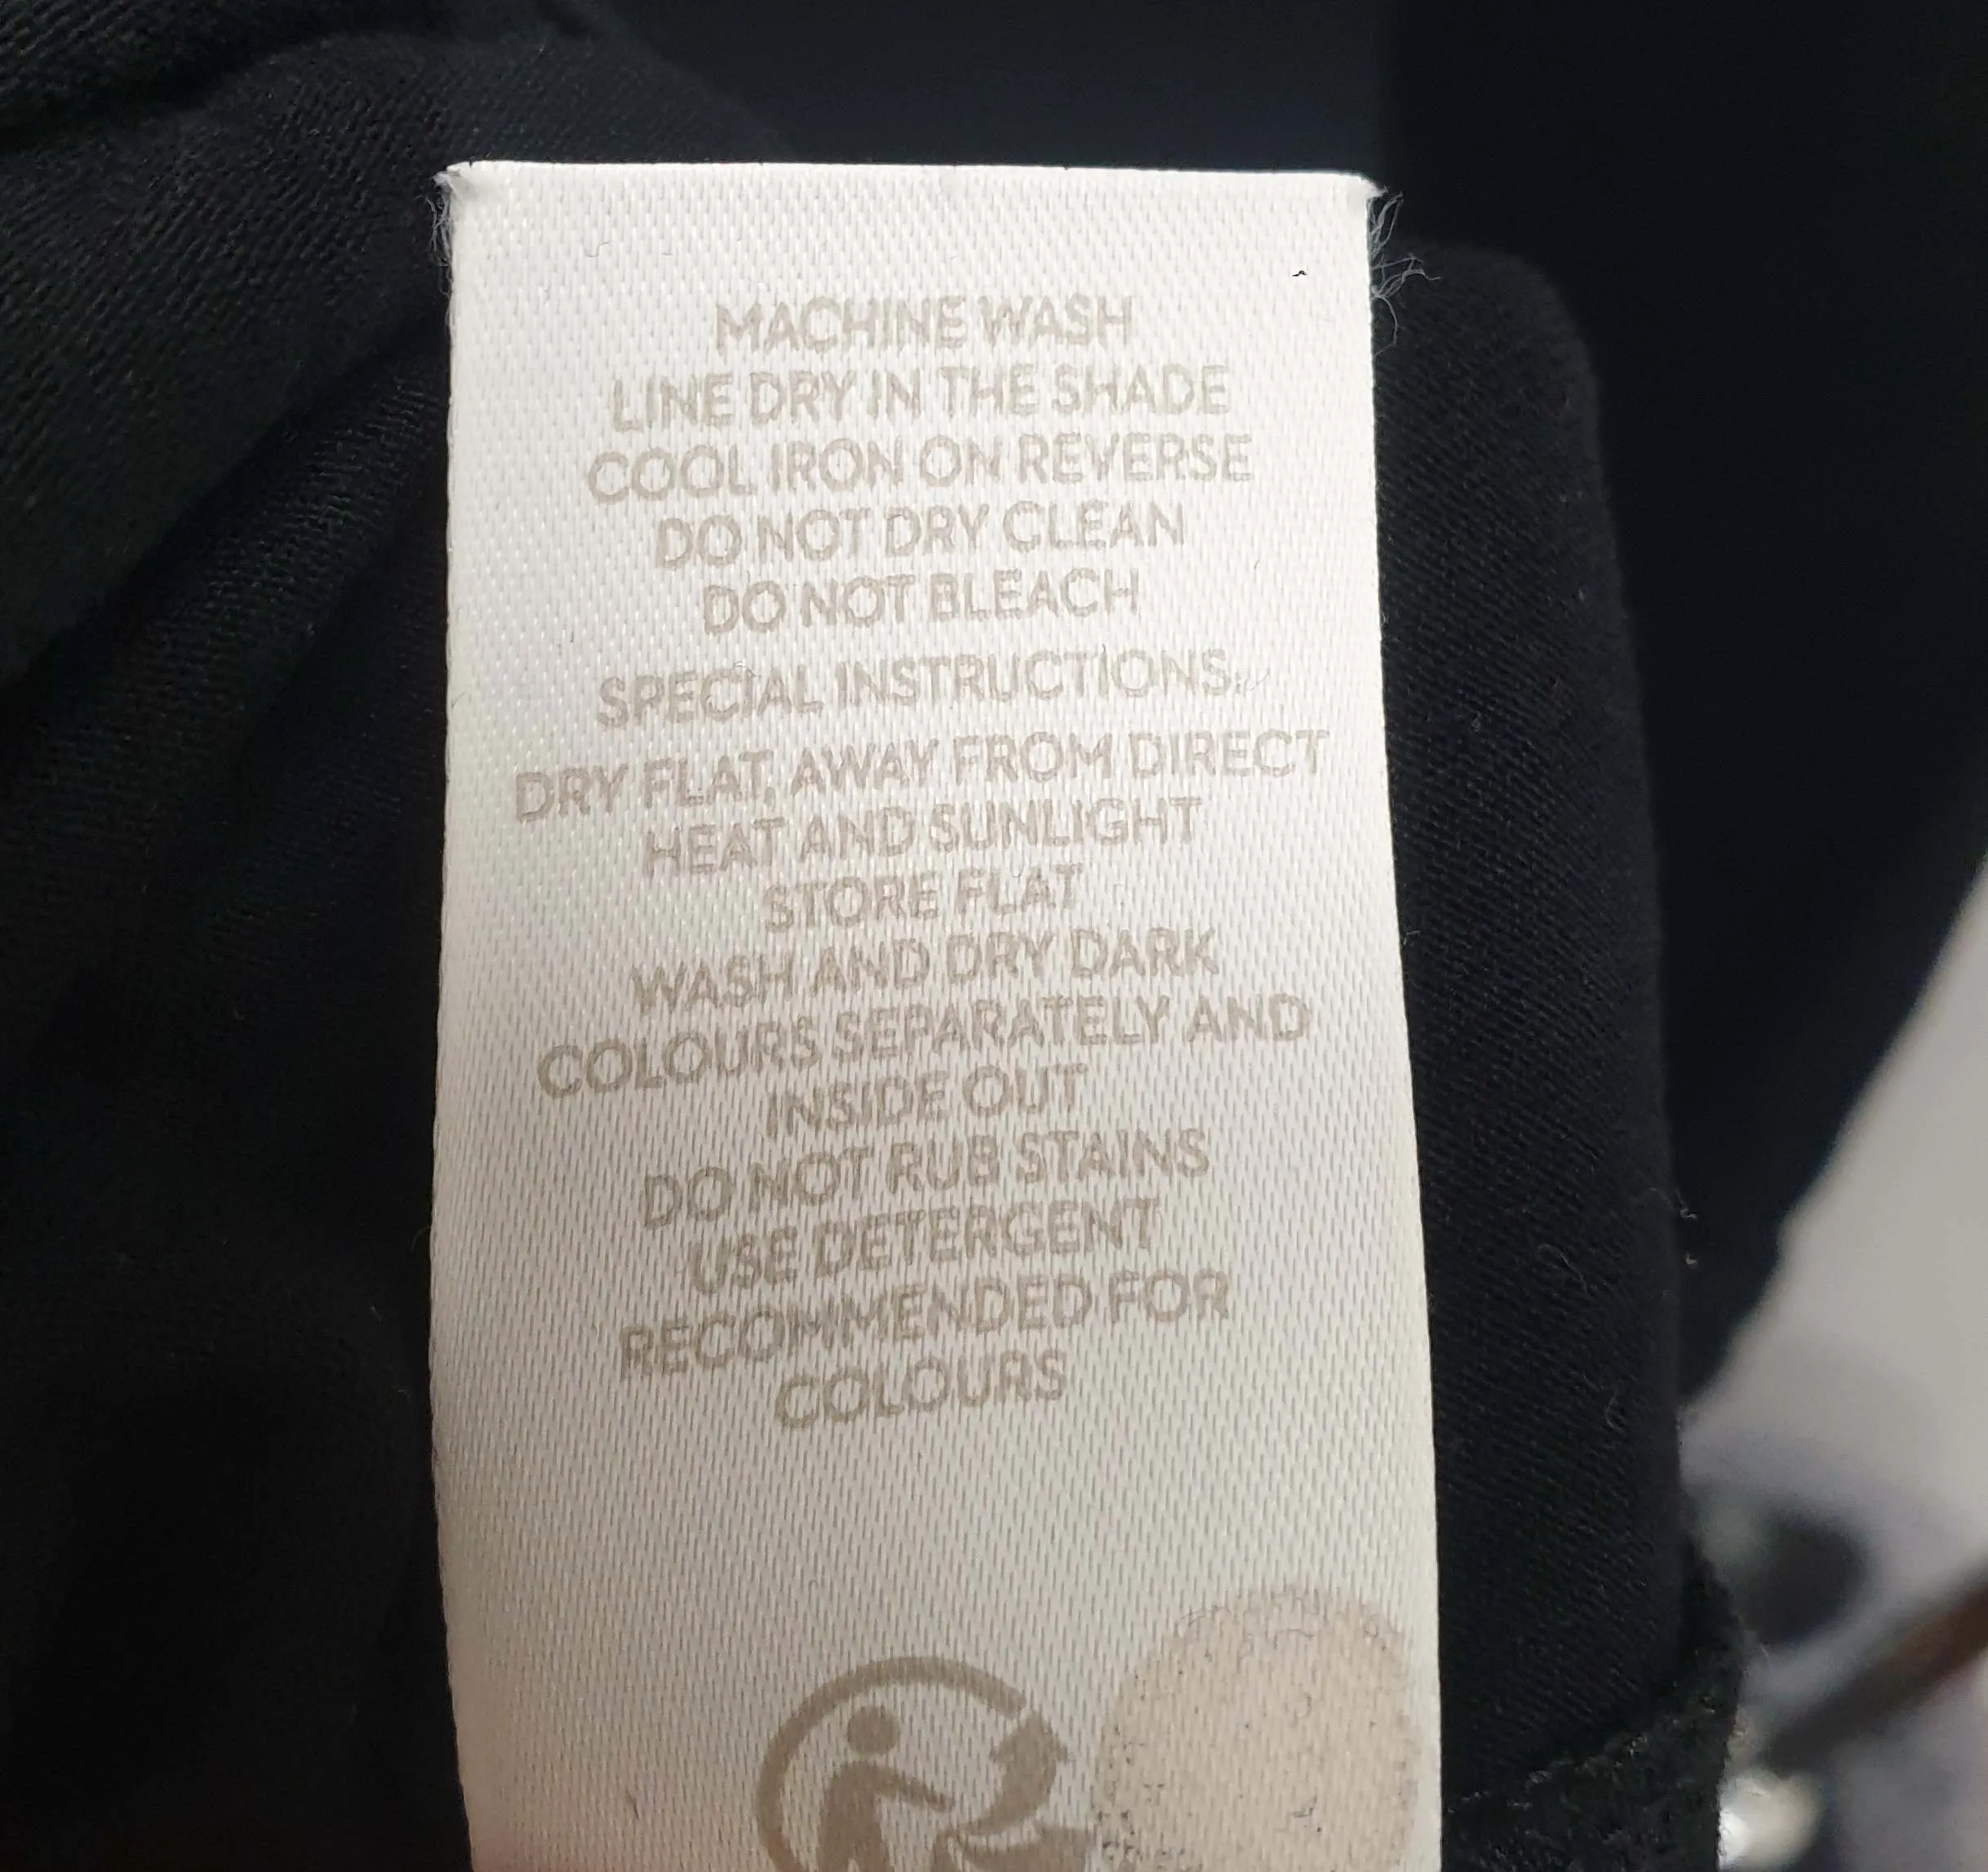 MACHINE WASH
LINE DRY IN THE SHADE
COOL IRON ON REVERSE
DO NOT DRY CLEAN
DO NOT BLEACH
SPECIAL INSTRUCTIONS:
DRY FLAT, AWAY FROM DIRECT
HEAT AND SUNLIGHT
STORE FLAT
WASH AND DRY DARK
COLOURS SEPARATELY AND
INSIDE OUT
DO NOT RUB STAINS
USE DETERGENT
RECOMMENDED FOR
COLOURS